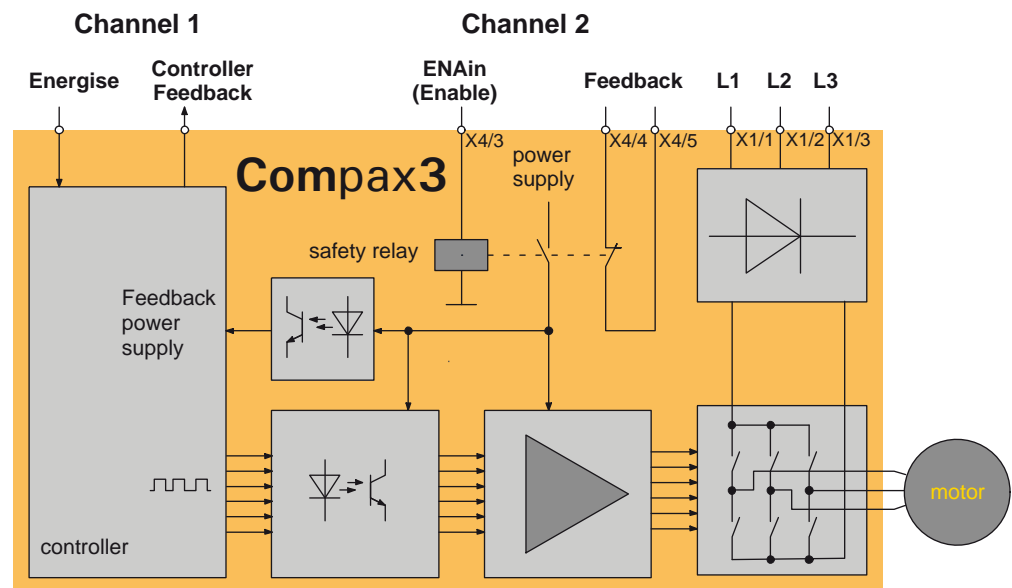 Channel 1
Channel 2
Energise
Controller
Feedback
ENAin
(Enable)
Feedback
L1
L2
L3
X4/3
X4/4
X4/5
X1/1
X1/2
X1/3
Compax3
power
supply
safety relay
Feedback
power
supply
controller
motor